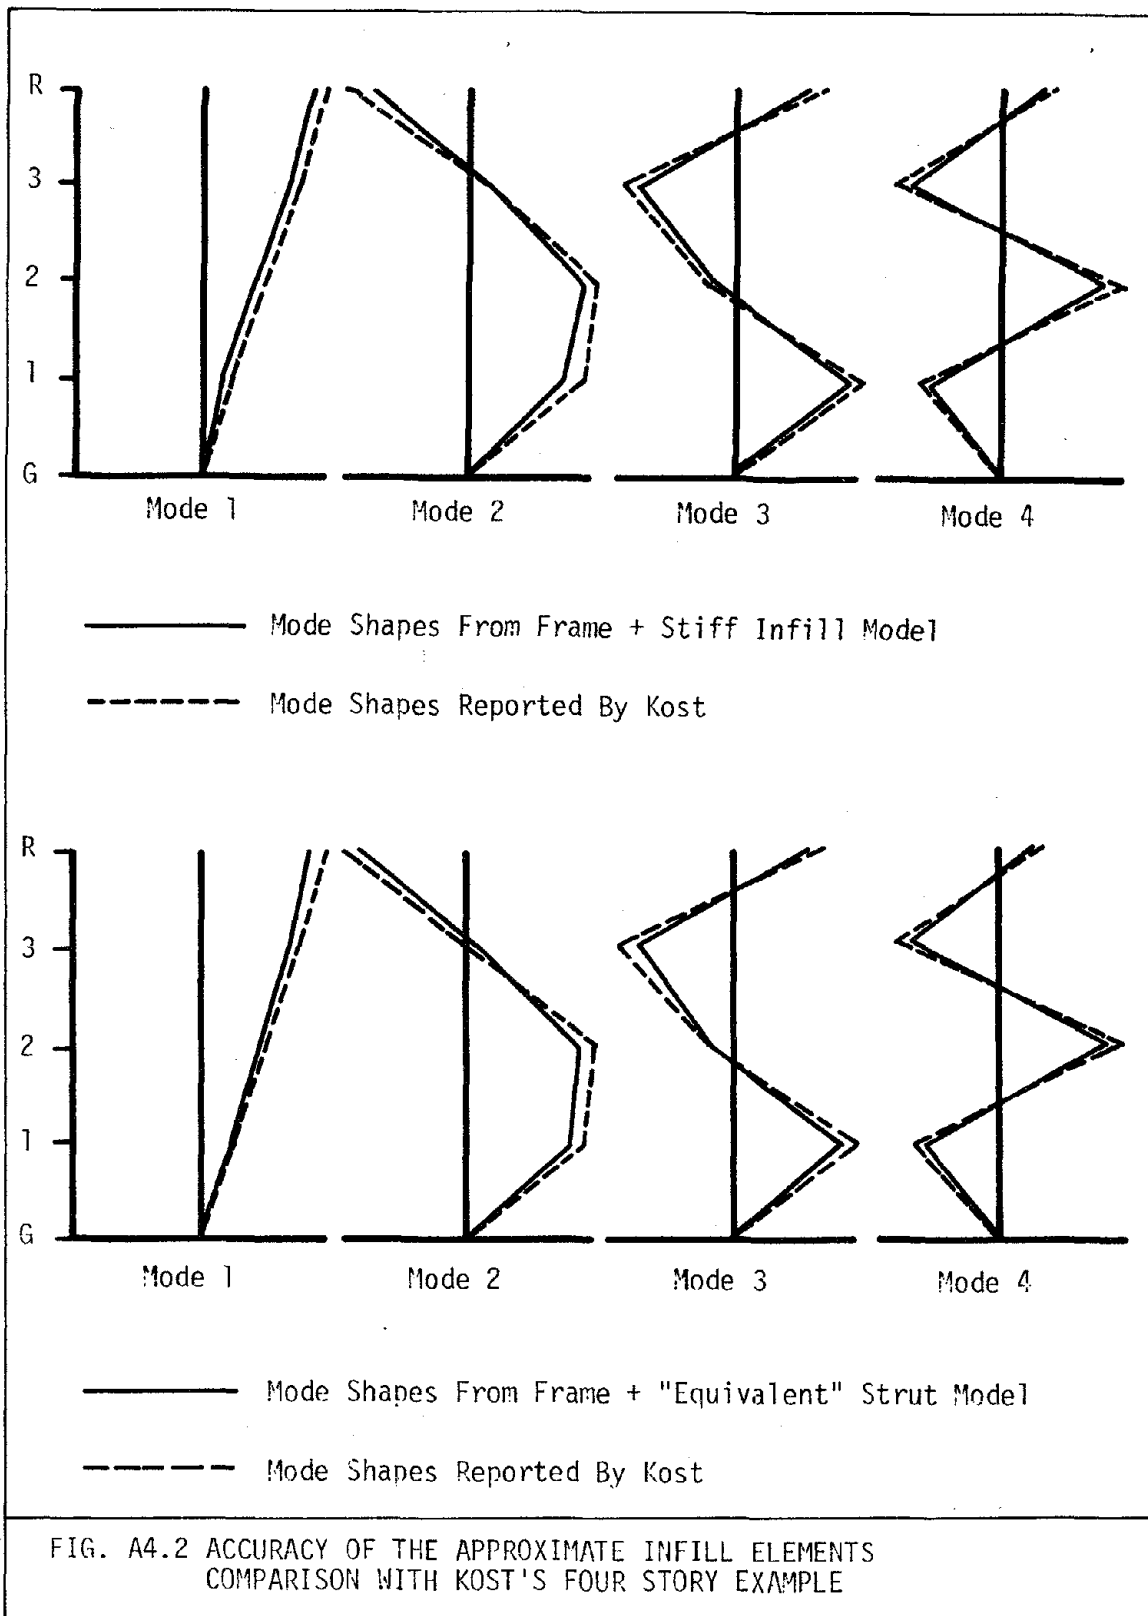 R
3
2
1
G
Mode 1
Mode 2
Mode 3
Mode 4
Mode Shapes From Frame + Stiff Infill Model
Mode Shapes Reported By Kost
R
3
2
1
G
Mode 1
Mode 2
Mode 3
Mode 4
Mode Shapes From Frame + "Equivalent" Strut Model
Mode Shapes Reported By Kost
FIG. A4.2 ACCURACY OF THE APPROXIMATE INFILL ELEMENTS
COMPARISON WITH KOST'S FOUR STORY EXAMPLE